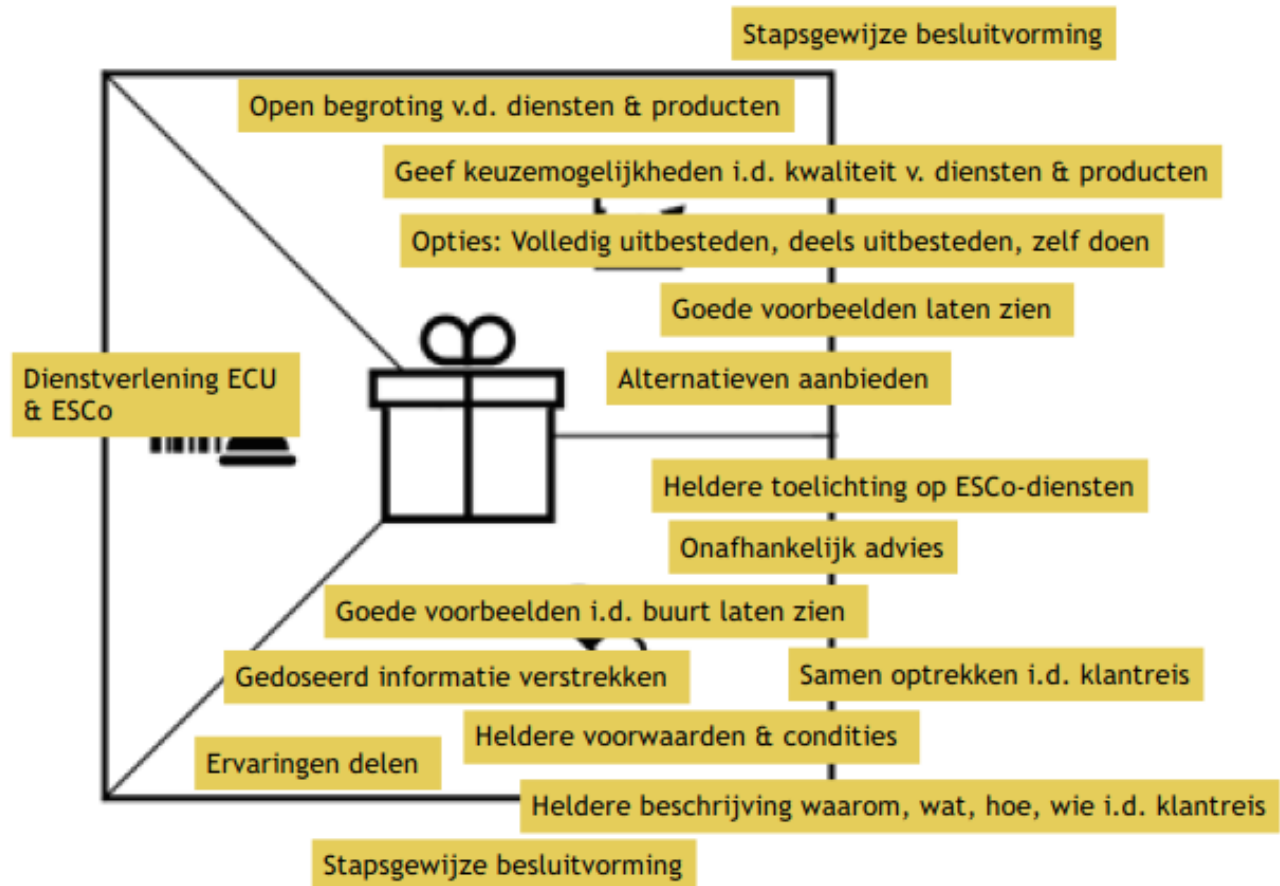 Stapsgewijze besluitvorming
Open begroting v.d. diensten & producten
Geef keuzemogelijkheden i.d. kwaliteit v. diensten & producten
Opties: Volledig uitbesteden, deels uitbesteden, zelf doen
Goede voorbeelden laten zien
Alternatieven aanbieden
Dienstverlening ECU
& ESCo
Heldere toelichting op ESCo-diensten
Onafhankelijk advies
Goede voorbeelden i.d. buurt laten zien
Gedoseerd informatie verstrekken
Samen optrekken i.d. klantreis
Heldere voorwaarden & condities
Ervaringen delen
Heldere beschrijving waarom, wat, hoe, wie i.d. klantreis
Stapsgewijze besluitvorming